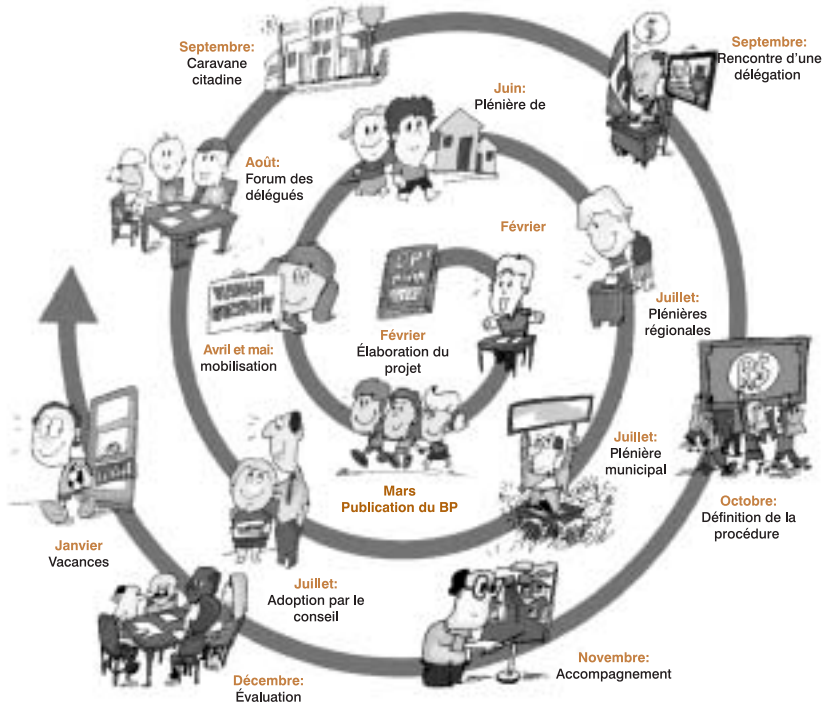 Septembre:
Caravane
citadine
Septembre:
Rencontre d'une
délégation
$
Juin:
Plénière de
Août:
Forum des
délégués
Février
Juillet:
Plénières
régionales
Février
Élaboration du
projet
Avril et mai:
mobilisation
R$
Juillet:
Plénière
municipal
Mars
Publication du BP
Octobre:
Définition de la
procédure
Janvier
Vacances
Juillet:
Adoption par le
conseil
Novembre:
Accompagnement
Décembre:
Évaluation